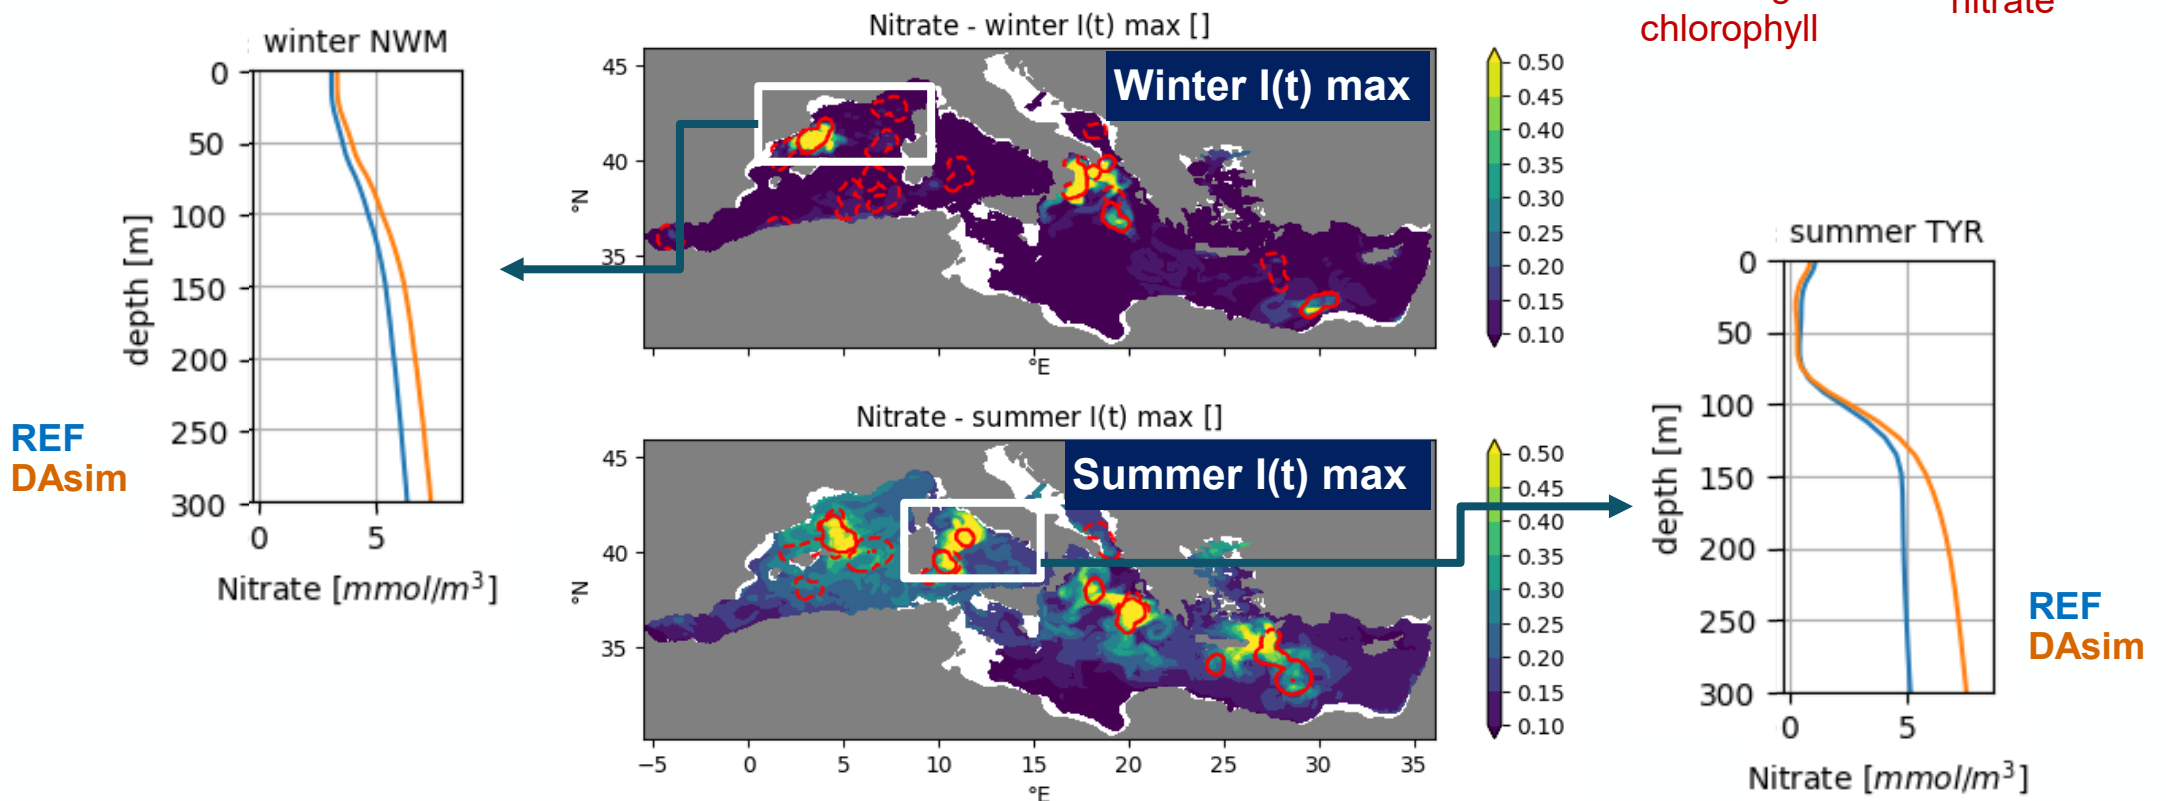 chlorophyll
nitrate
winter NWM
0
50
100
150
200
250
300
depth [m]
0 5
Nitrate [mmol/m³]
REF
DAsim
Nitrate - winter I(t) max []
Winter I(t) max
45
40
35
°N
°E
0.50
0.45
0.40
0.35
0.30
0.25
0.20
0.15
0.10
Nitrate - summer I(t) max []
Summer I(t) max
45
40
35
°N
−5 0 5 10 15 20 25 30 35
°E
0.50
0.45
0.40
0.35
0.30
0.25
0.20
0.15
0.10
summer TYR
0
50
100
150
200
250
300
depth [m]
0 5
Nitrate [mmol/m³]
REF
DAsim